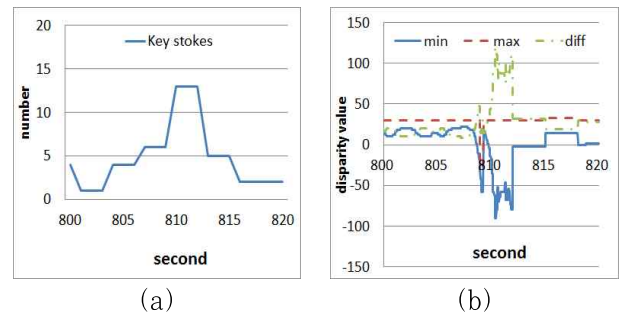 20
15
10
5
0
number
Key stokes
800 805 810 815 820
second
(a)
150
100
50
0
-50
-100
-150
disparity value
min max diff
800 805 810 815 820
second
(b)